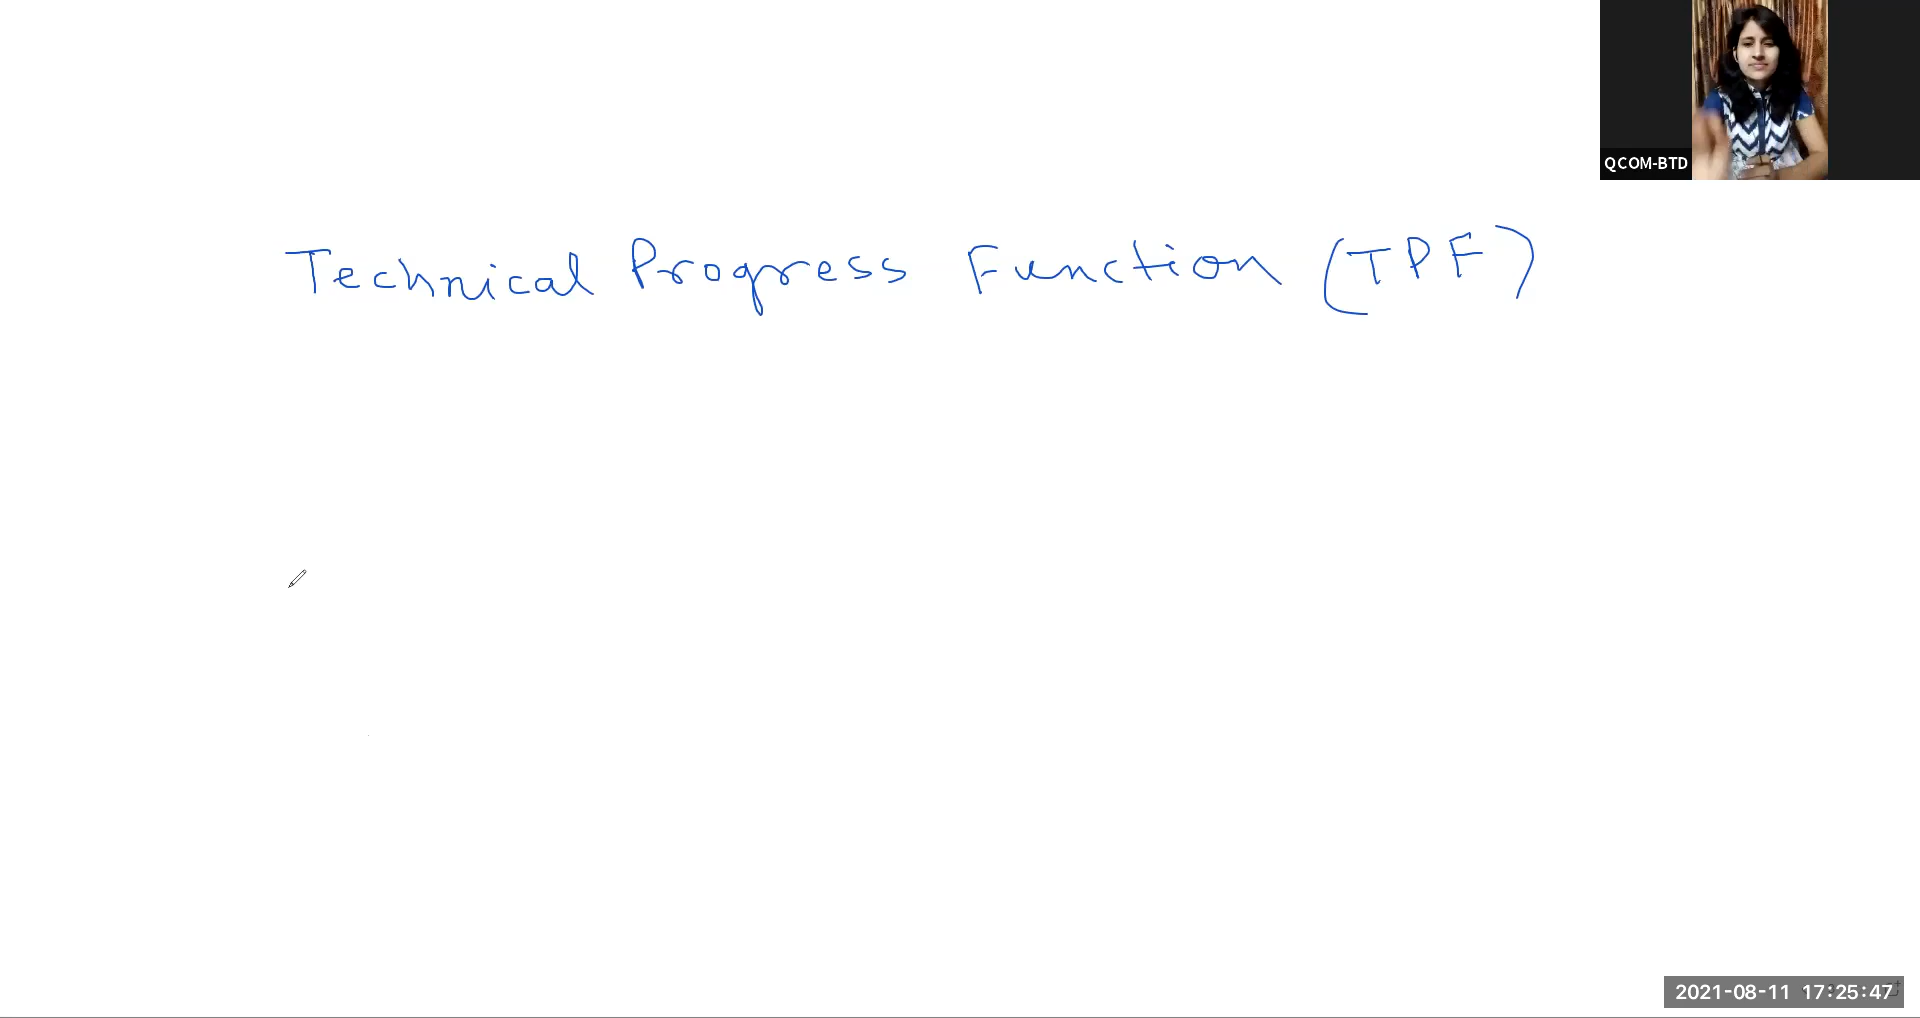 QCOM-BTD
Technical Progress Function (TPF)
2021-08-11 17:25:47